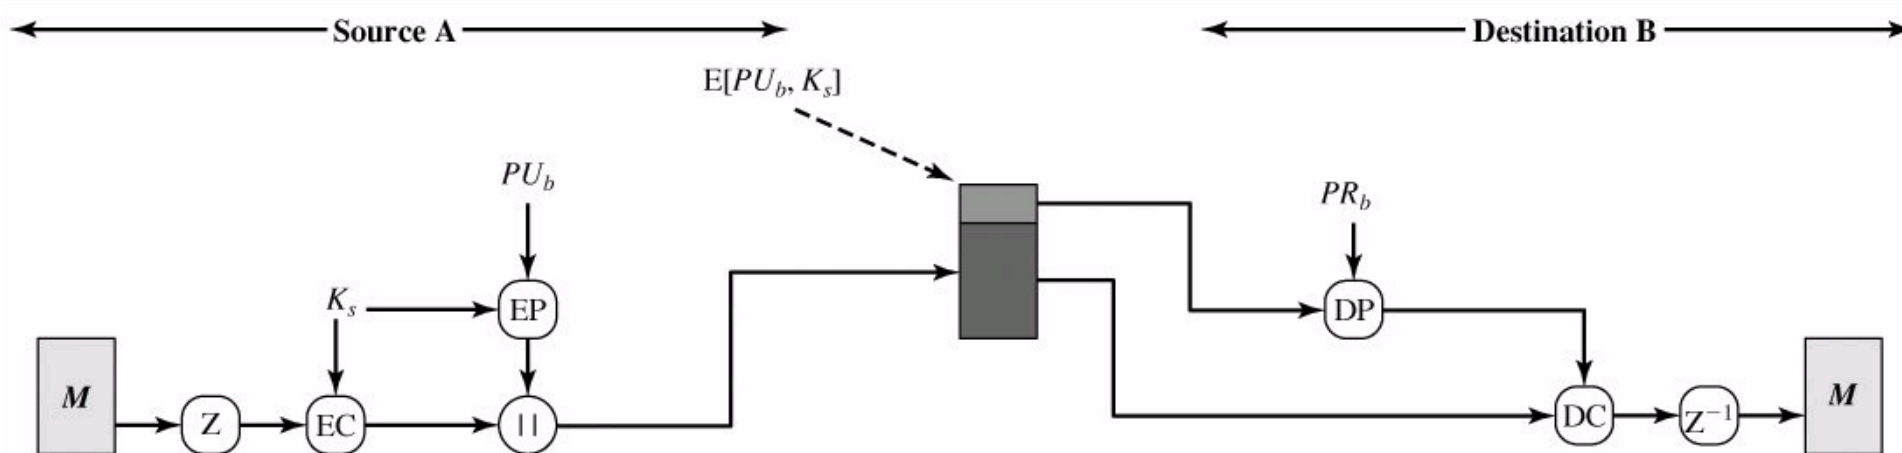 Source A
Destination B
E[PU_b, K_s]
PU_b
PR_b
K_s
EP
DP
M
Z
EC
||
DC
Z⁻¹
M